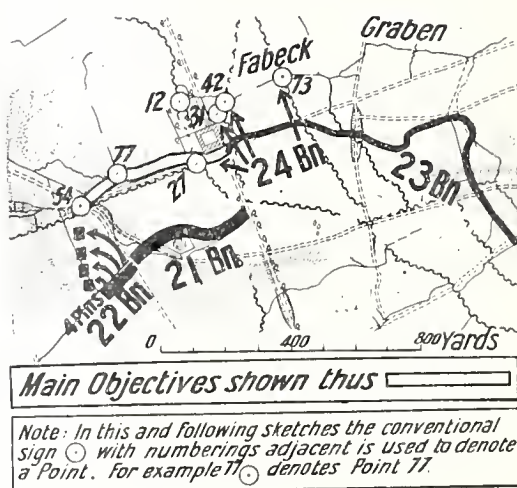 Graben
Fabeck
42
12
31
73
77
24 Bn
23 Bn
27
54
21 Bn
4 Plns
22 Bn
0 400 800 Yards
Main Objectives shown thus
Note: In this and following sketches the conventional
sign ⊙ with numberings adjacent is used to denote
a Point. For example 77⊙ denotes Point 77.